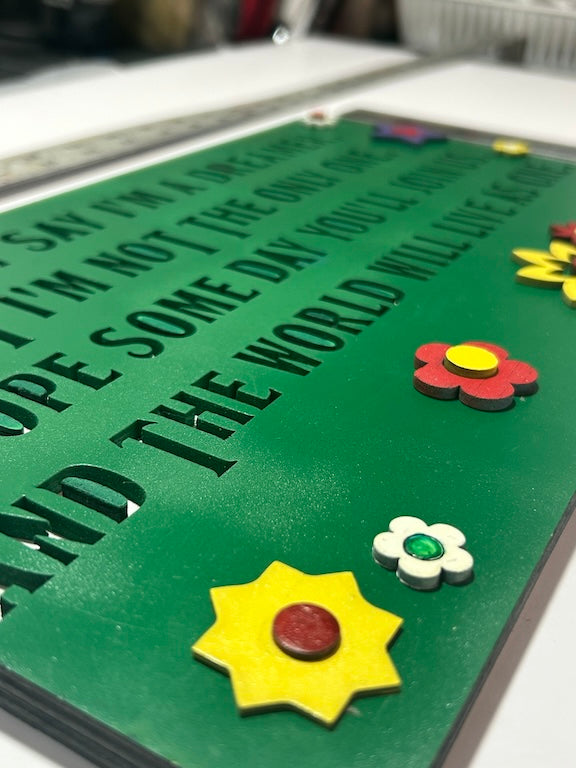 SAY I'M A DREAMER
T I'M NOT THE ONLY ONE
OPE SOME DAY YOU'LL JOIN US
AND THE WORLD WILL LIVE AS ONE